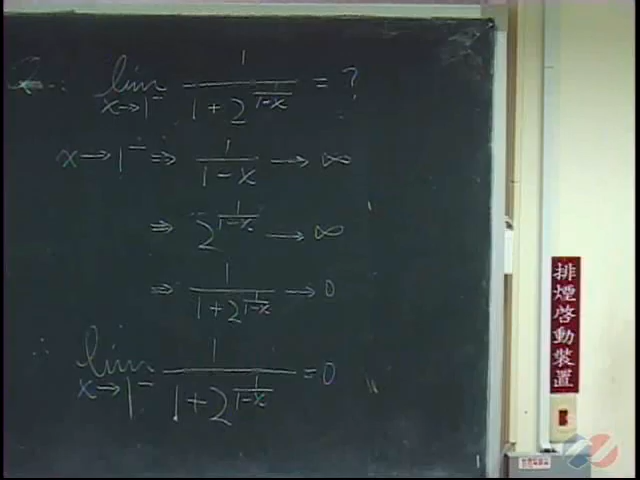 lim x→1⁻ 1/(1+2^(1/(1-x))) = ?
x→1⁻ ⇒ 1/(1-x) → ∞
⇒ 2^(1/(1-x)) → ∞
⇒ 1/(1+2^(1/(1-x))) → 0
∴ lim x→1⁻ 1/(1+2^(1/(1-x))) = 0
排煙啓動裝置